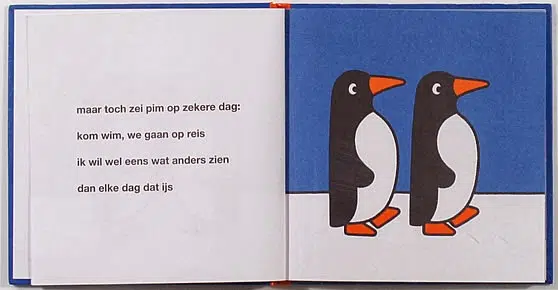 maar toch zei pim op zekere dag:
kom wim, we gaan op reis
ik wil wel eens wat anders zien
dan elke dag dat ijs